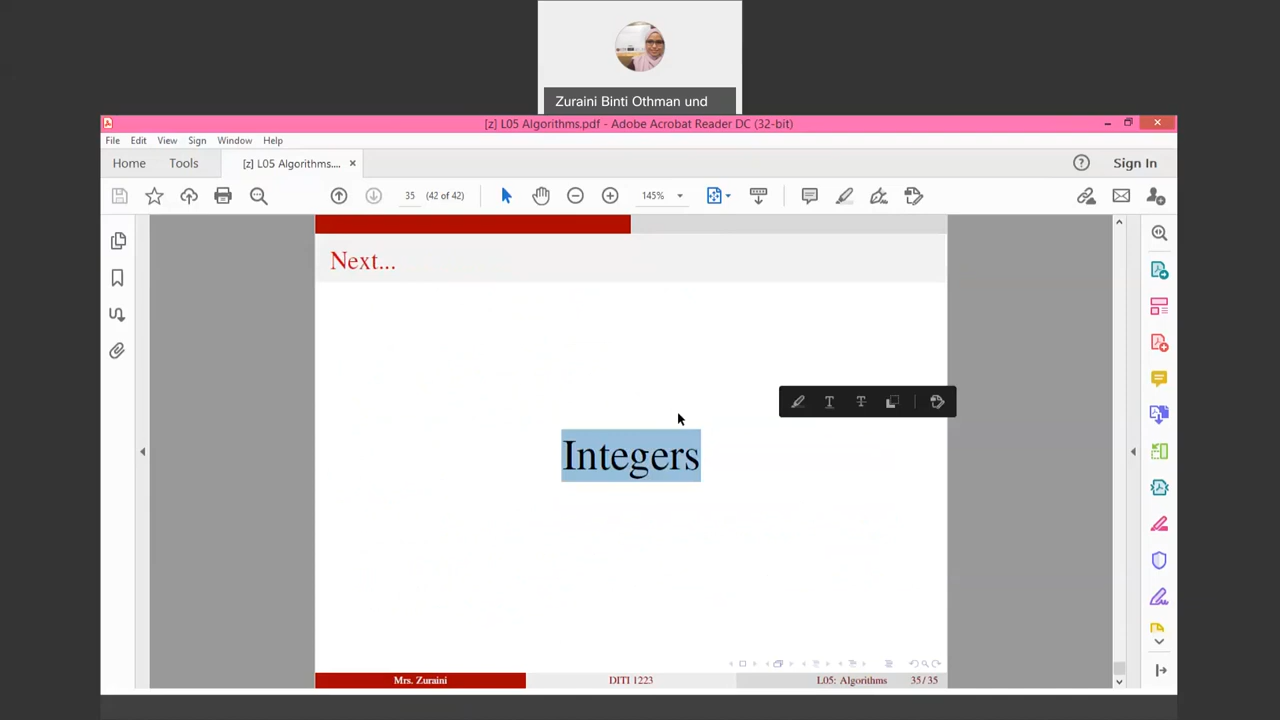 Zuraini Binti Othman und
[z] L05 Algorithms.pdf - Adobe Acrobat Reader DC (32-bit)
File Edit View Sign Window Help
Home Tools [z] L05 Algorithms.... × Sign In
35 (42 of 42) 145%
Next...
Integers
Mrs. Zuraini DITI 1223 L05: Algorithms 35/35